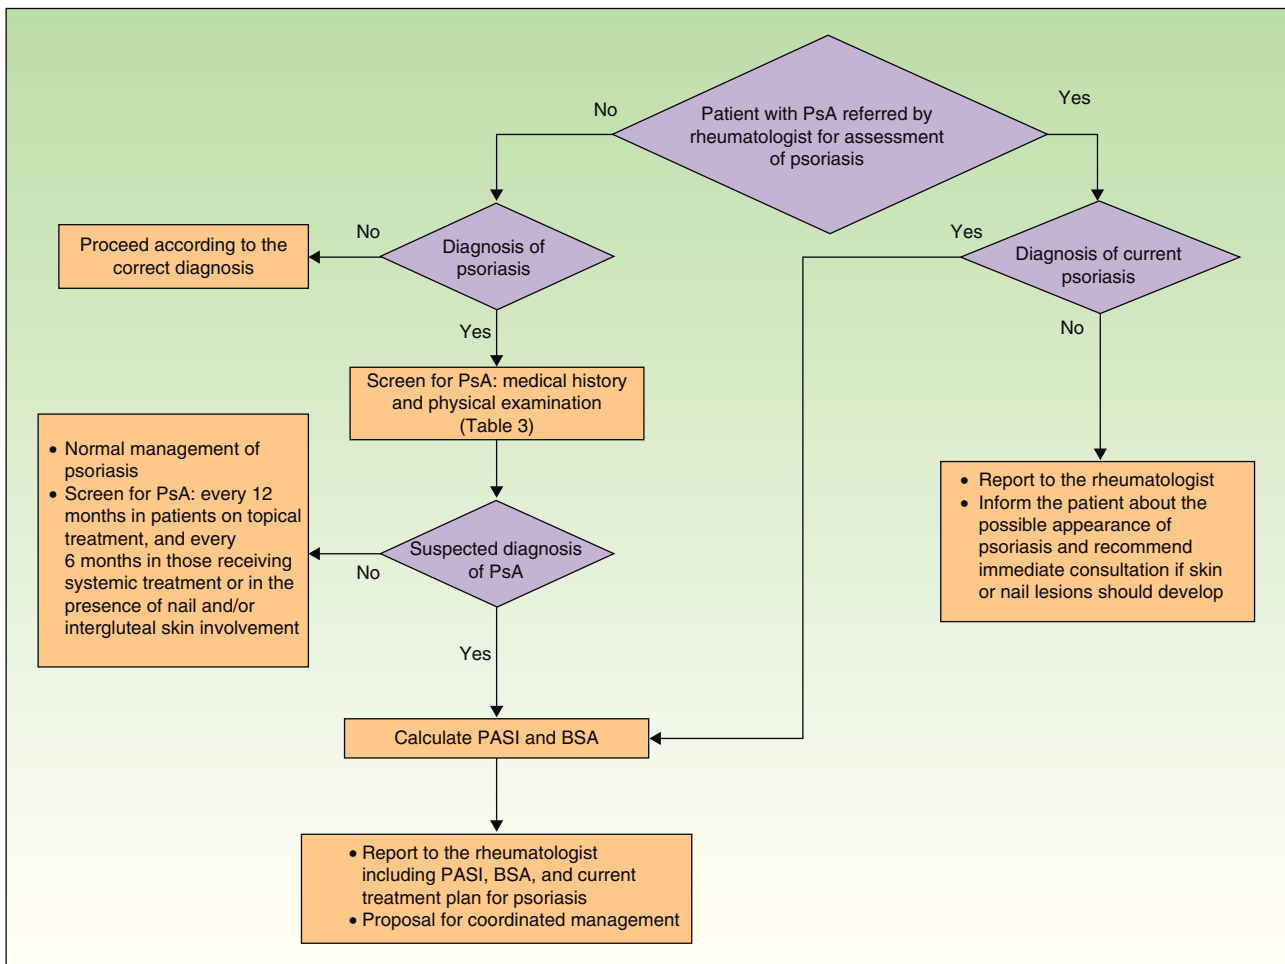 Patient with PsA referred by
rheumatologist for assessment
of psoriasis
No
Yes
Diagnosis of
psoriasis
No
Proceed according to the
correct diagnosis
Yes
Diagnosis of current
psoriasis
Yes
No
Screen for PsA: medical history
and physical examination
(Table 3)
• Normal management of
psoriasis
• Screen for PsA: every 12
months in patients on topical
treatment, and every
6 months in those receiving
systemic treatment or in the
presence of nail and/or
intergluteal skin involvement
Suspected diagnosis
of PsA
No
Yes
• Report to the rheumatologist
• Inform the patient about the
possible appearance of
psoriasis and recommend
immediate consultation if skin
or nail lesions should develop
Calculate PASI and BSA
• Report to the rheumatologist
including PASI, BSA, and current
treatment plan for psoriasis
• Proposal for coordinated management